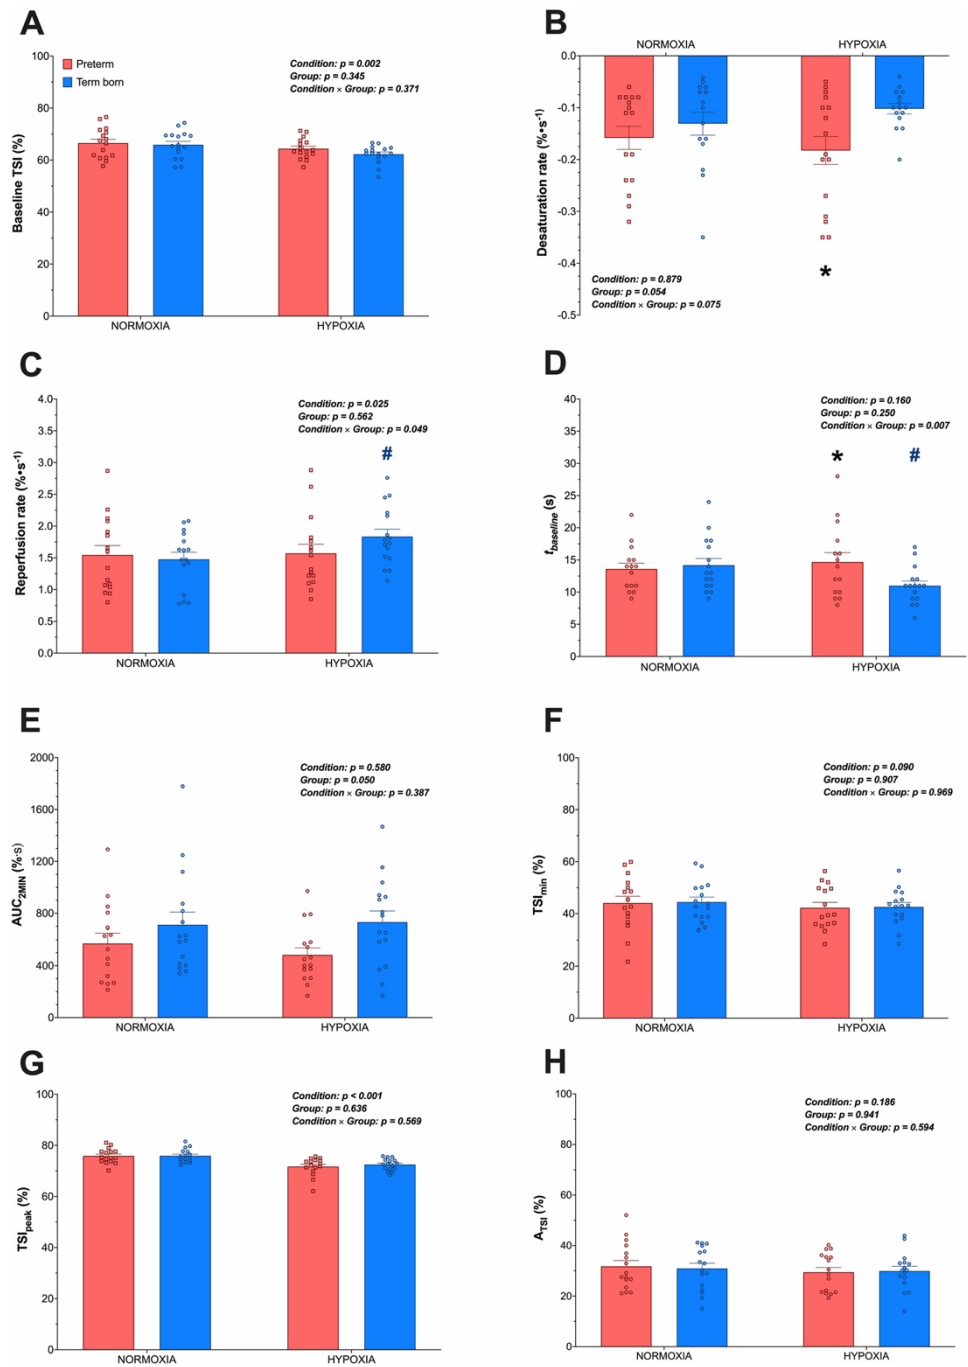 A
Baseline TSI (%)
100
80
60
40
20
0
Preterm
Term born
Condition: p = 0.002
Group: p = 0.345
Condition × Group: p = 0.371
NORMOXIA
HYPOXIA
B
NORMOXIA
HYPOXIA
Desaturation rate (%•s⁻¹)
0.0
-0.1
-0.2
-0.3
-0.4
-0.5
*
Condition: p = 0.879
Group: p = 0.054
Condition × Group: p = 0.075
C
Reperfusion rate (%•s⁻¹)
4.0
3.5
3.0
2.5
2.0
1.5
1.0
0.5
0.0
Condition: p = 0.025
Group: p = 0.562
Condition × Group: p = 0.049
#
NORMOXIA
HYPOXIA
D
t baseline (s)
40
35
30
25
20
15
10
5
0
Condition: p = 0.160
Group: p = 0.250
Condition × Group: p = 0.007
* #
NORMOXIA
HYPOXIA
E
AUC2MIN (%·s)
2000
1600
1200
800
400
0
Condition: p = 0.580
Group: p = 0.050
Condition × Group: p = 0.387
NORMOXIA
HYPOXIA
F
TSImin (%)
100
80
60
40
20
0
Condition: p = 0.090
Group: p = 0.907
Condition × Group: p = 0.969
NORMOXIA
HYPOXIA
G
TSIpeak (%)
100
80
60
40
20
0
Condition: p < 0.001
Group: p = 0.636
Condition × Group: p = 0.569
NORMOXIA
HYPOXIA
H
ATSI (%)
100
80
60
40
20
0
Condition: p = 0.186
Group: p = 0.941
Condition × Group: p = 0.594
NORMOXIA
HYPOXIA